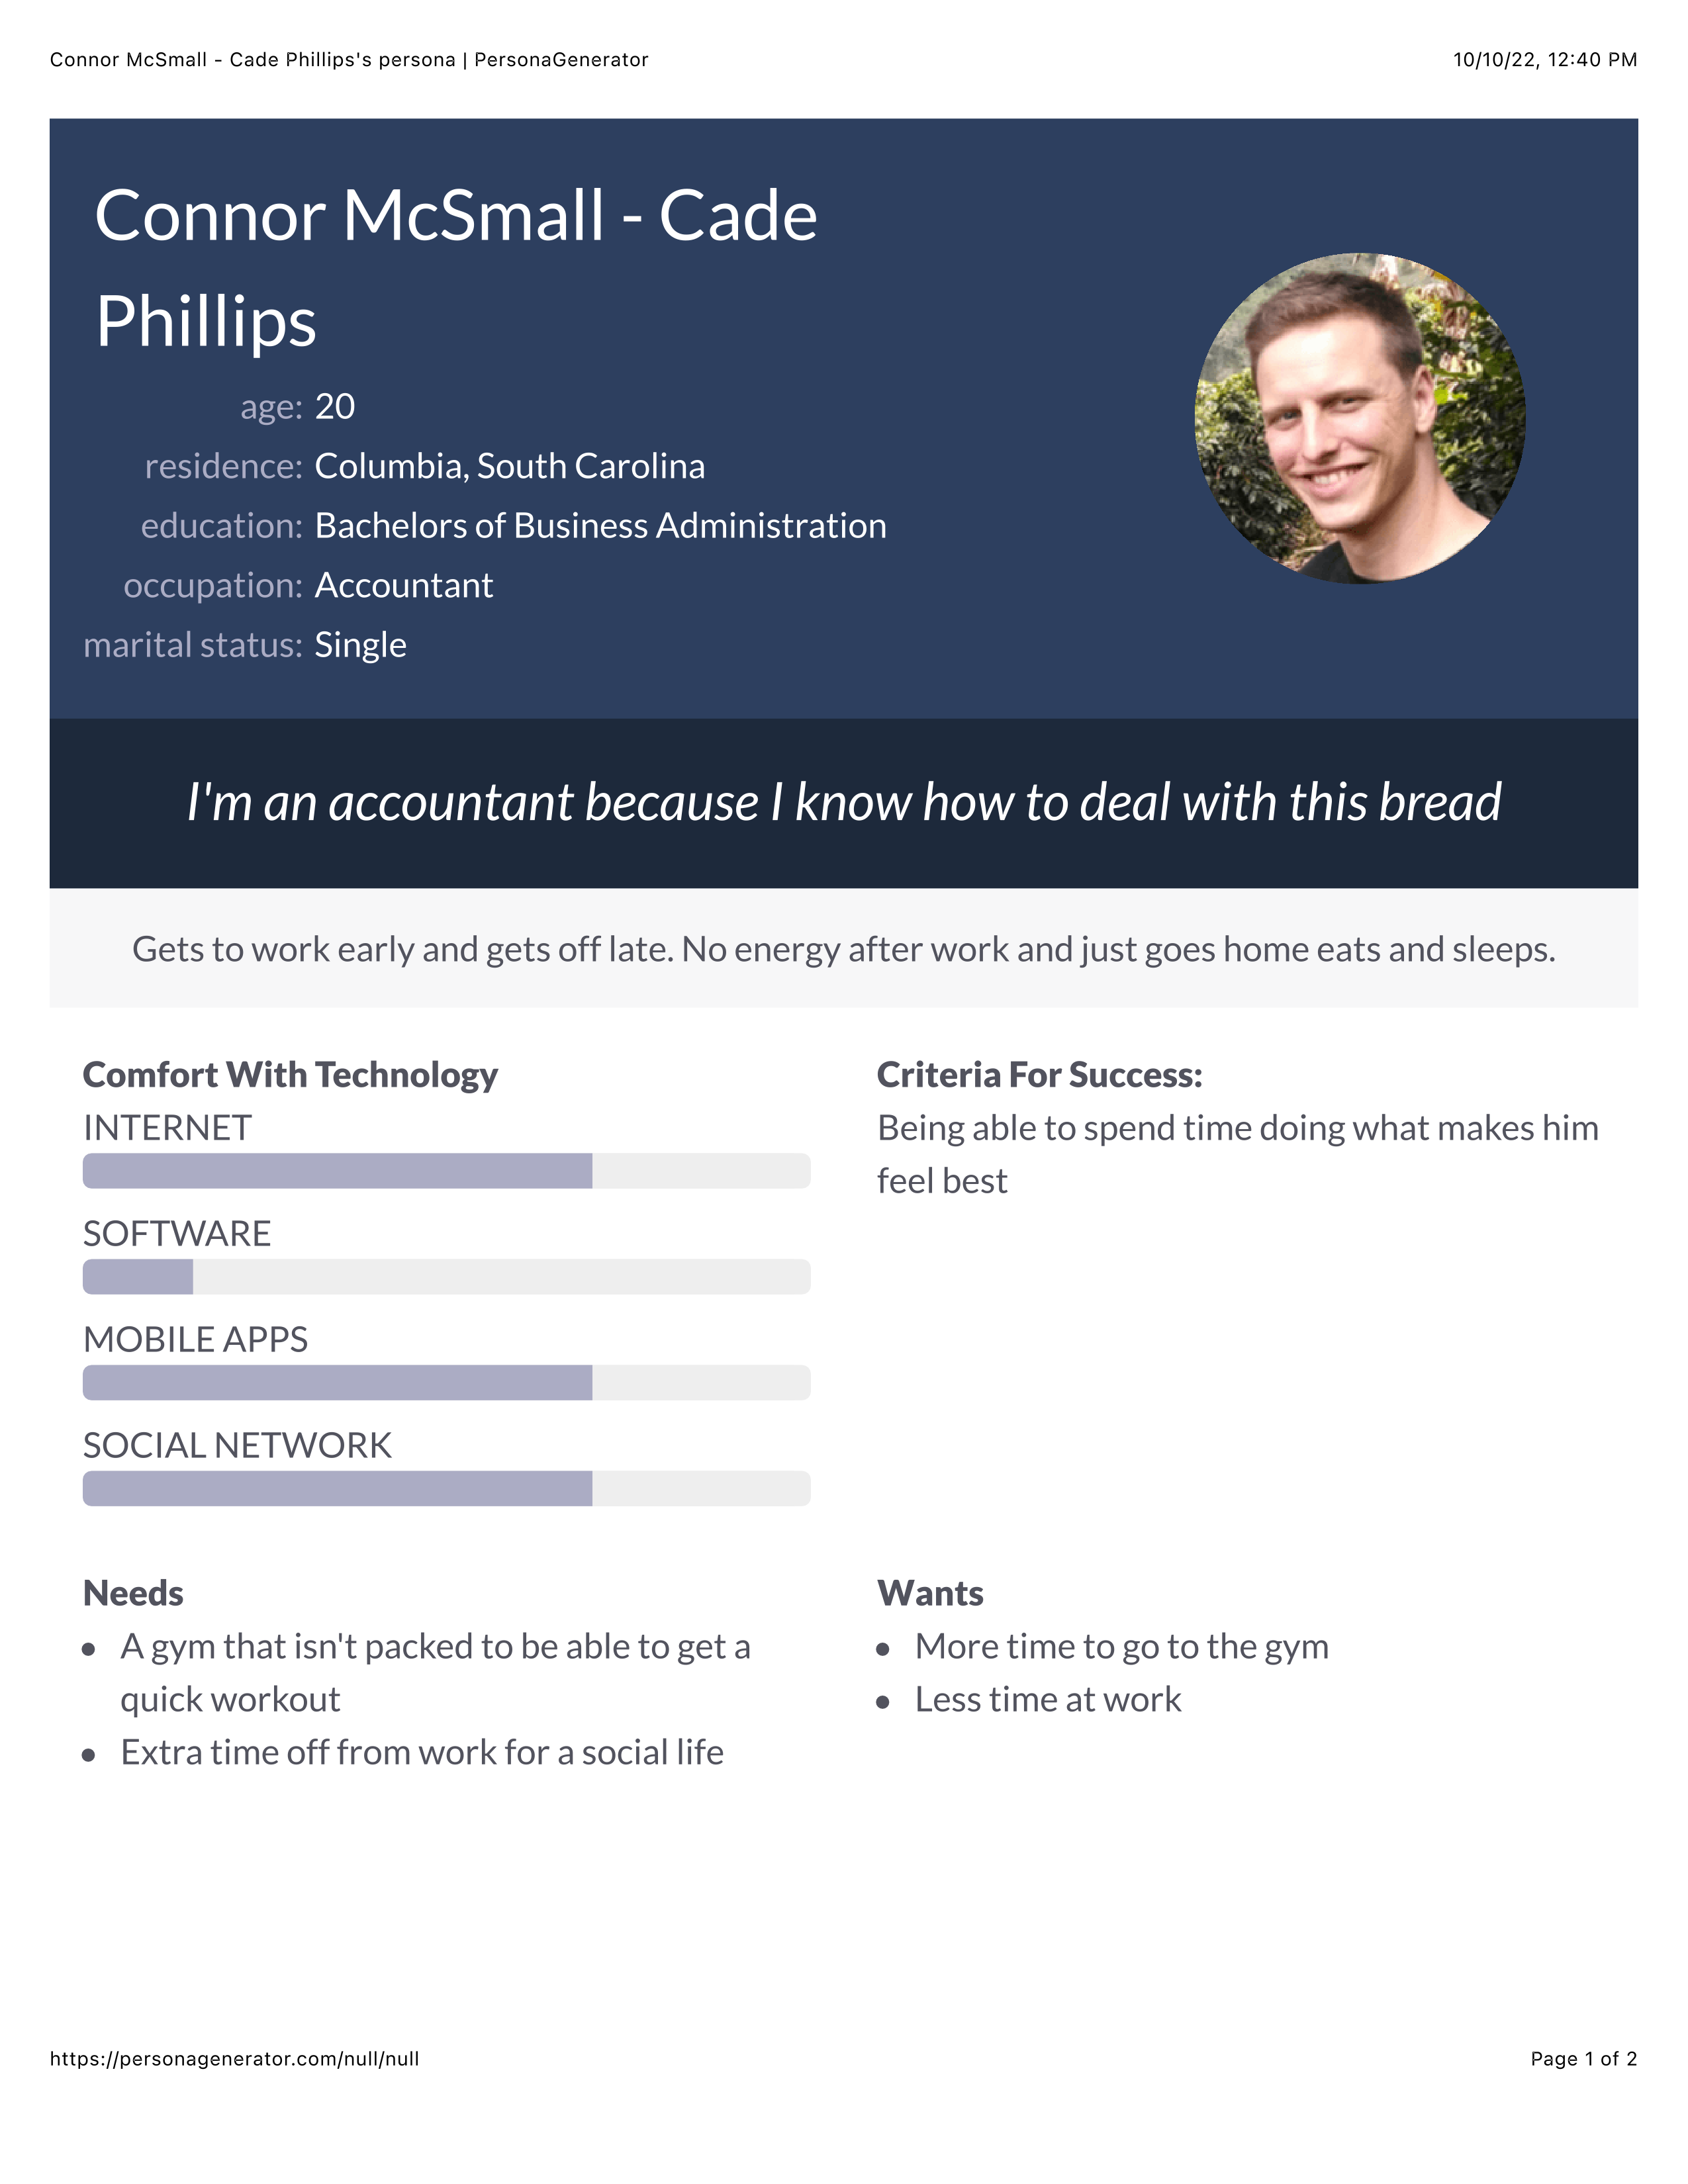 Connor McSmall - Cade Phillips's persona | PersonaGenerator
10/10/22, 12:40 PM
Connor McSmall - Cade
Phillips
age: 20
residence: Columbia, South Carolina
education: Bachelors of Business Administration
occupation: Accountant
marital status: Single
I'm an accountant because I know how to deal with this bread
Gets to work early and gets off late. No energy after work and just goes home eats and sleeps.
Comfort With Technology
INTERNET
SOFTWARE
MOBILE APPS
SOCIAL NETWORK
Criteria For Success:
Being able to spend time doing what makes him
feel best
Needs
• A gym that isn't packed to be able to get a
quick workout
• Extra time off from work for a social life
Wants
• More time to go to the gym
• Less time at work
https://personagenerator.com/null/null
Page 1 of 2